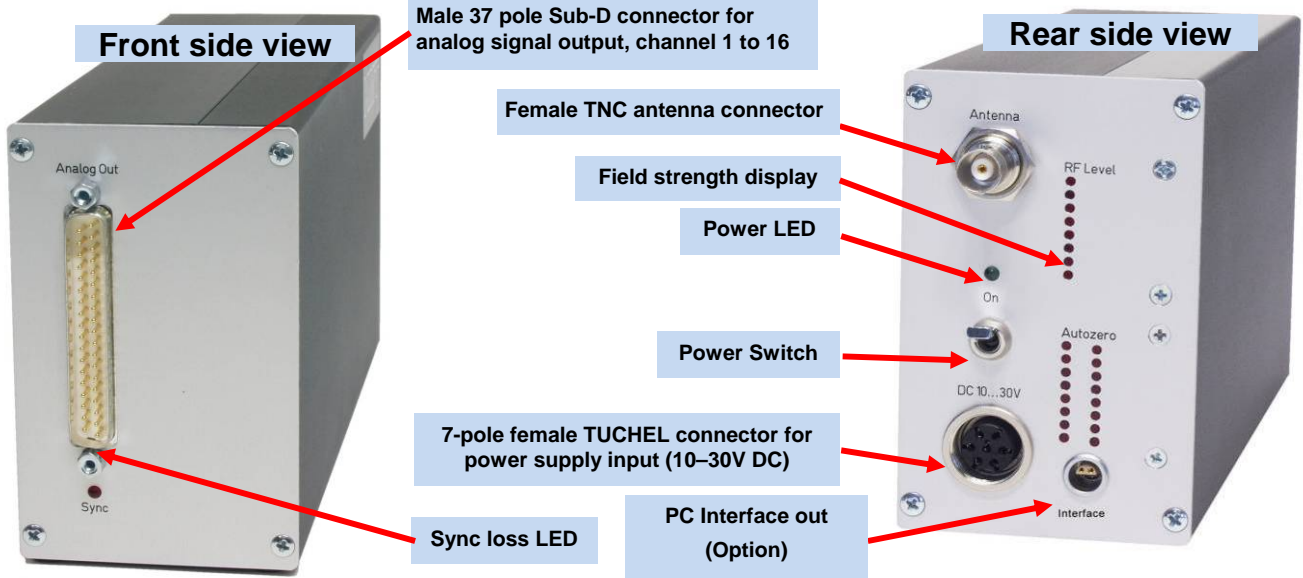 Front side view
Male 37 pole Sub-D connector for
analog signal output, channel 1 to 16
Rear side view
Female TNC antenna connector
Field strength display
Power LED
Power Switch
7-pole female TUCHEL connector for
power supply input (10–30V DC)
Sync loss LED
PC Interface out
(Option)
Analog Out
Sync
Antenna
RF Level
On
Autozero
DC 10...30V
Interface